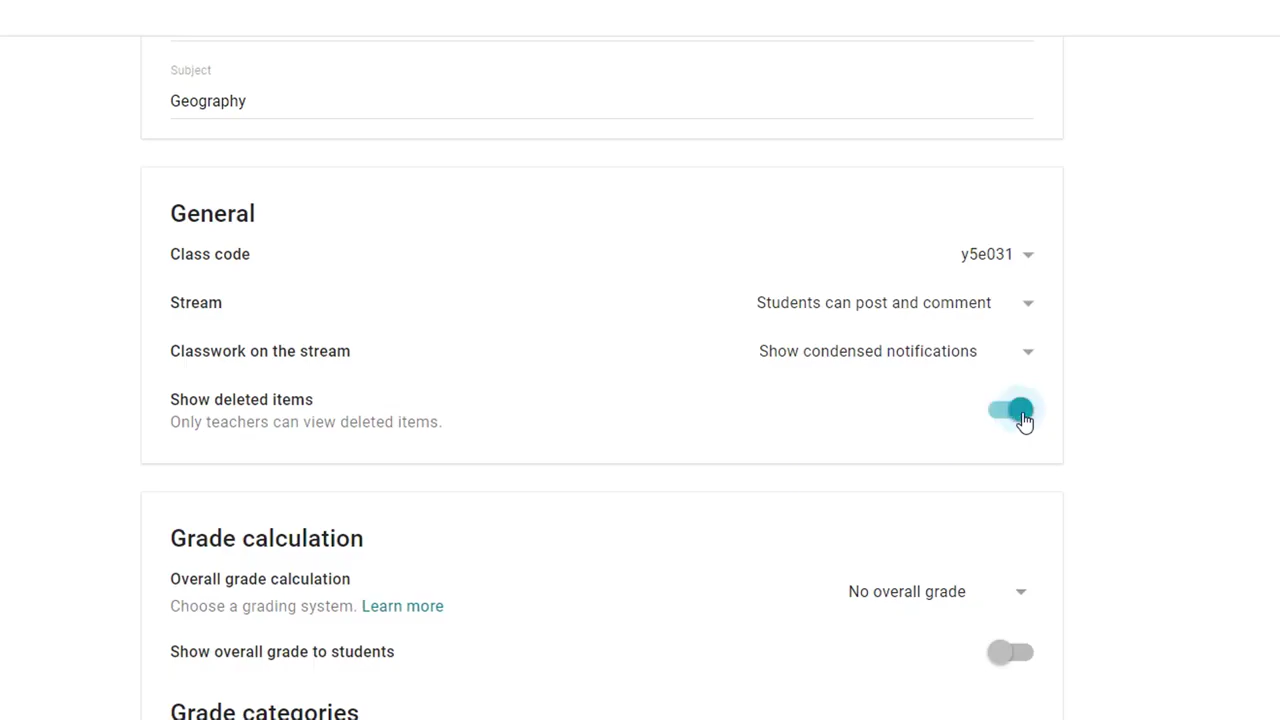 Subject
Geography
General
Class code y5e031
Stream Students can post and comment
Classwork on the stream Show condensed notifications
Show deleted items
Only teachers can view deleted items.
Grade calculation
Overall grade calculation
Choose a grading system. Learn more
No overall grade
Show overall grade to students
Grade categories